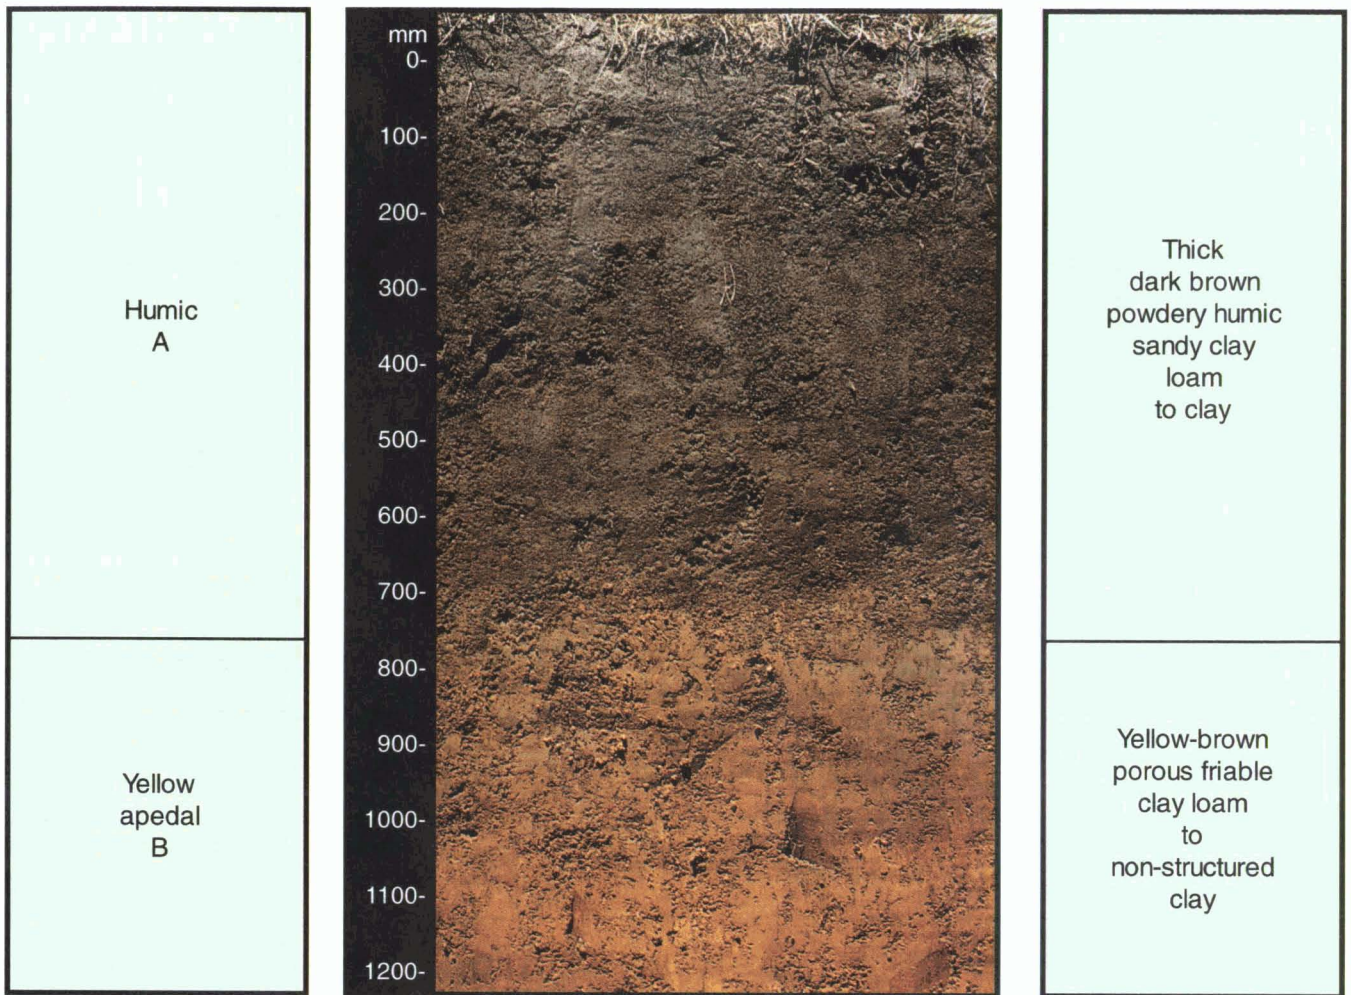 Humic
A
Yellow
apedal
B
mm
0-
100-
200-
300-
400-
500-
600-
700-
800-
900-
1000-
1100-
1200-
Thick
dark brown
powdery humic
sandy clay
loam
to clay
Yellow-brown
porous friable
clay loam
to
non-structured
clay